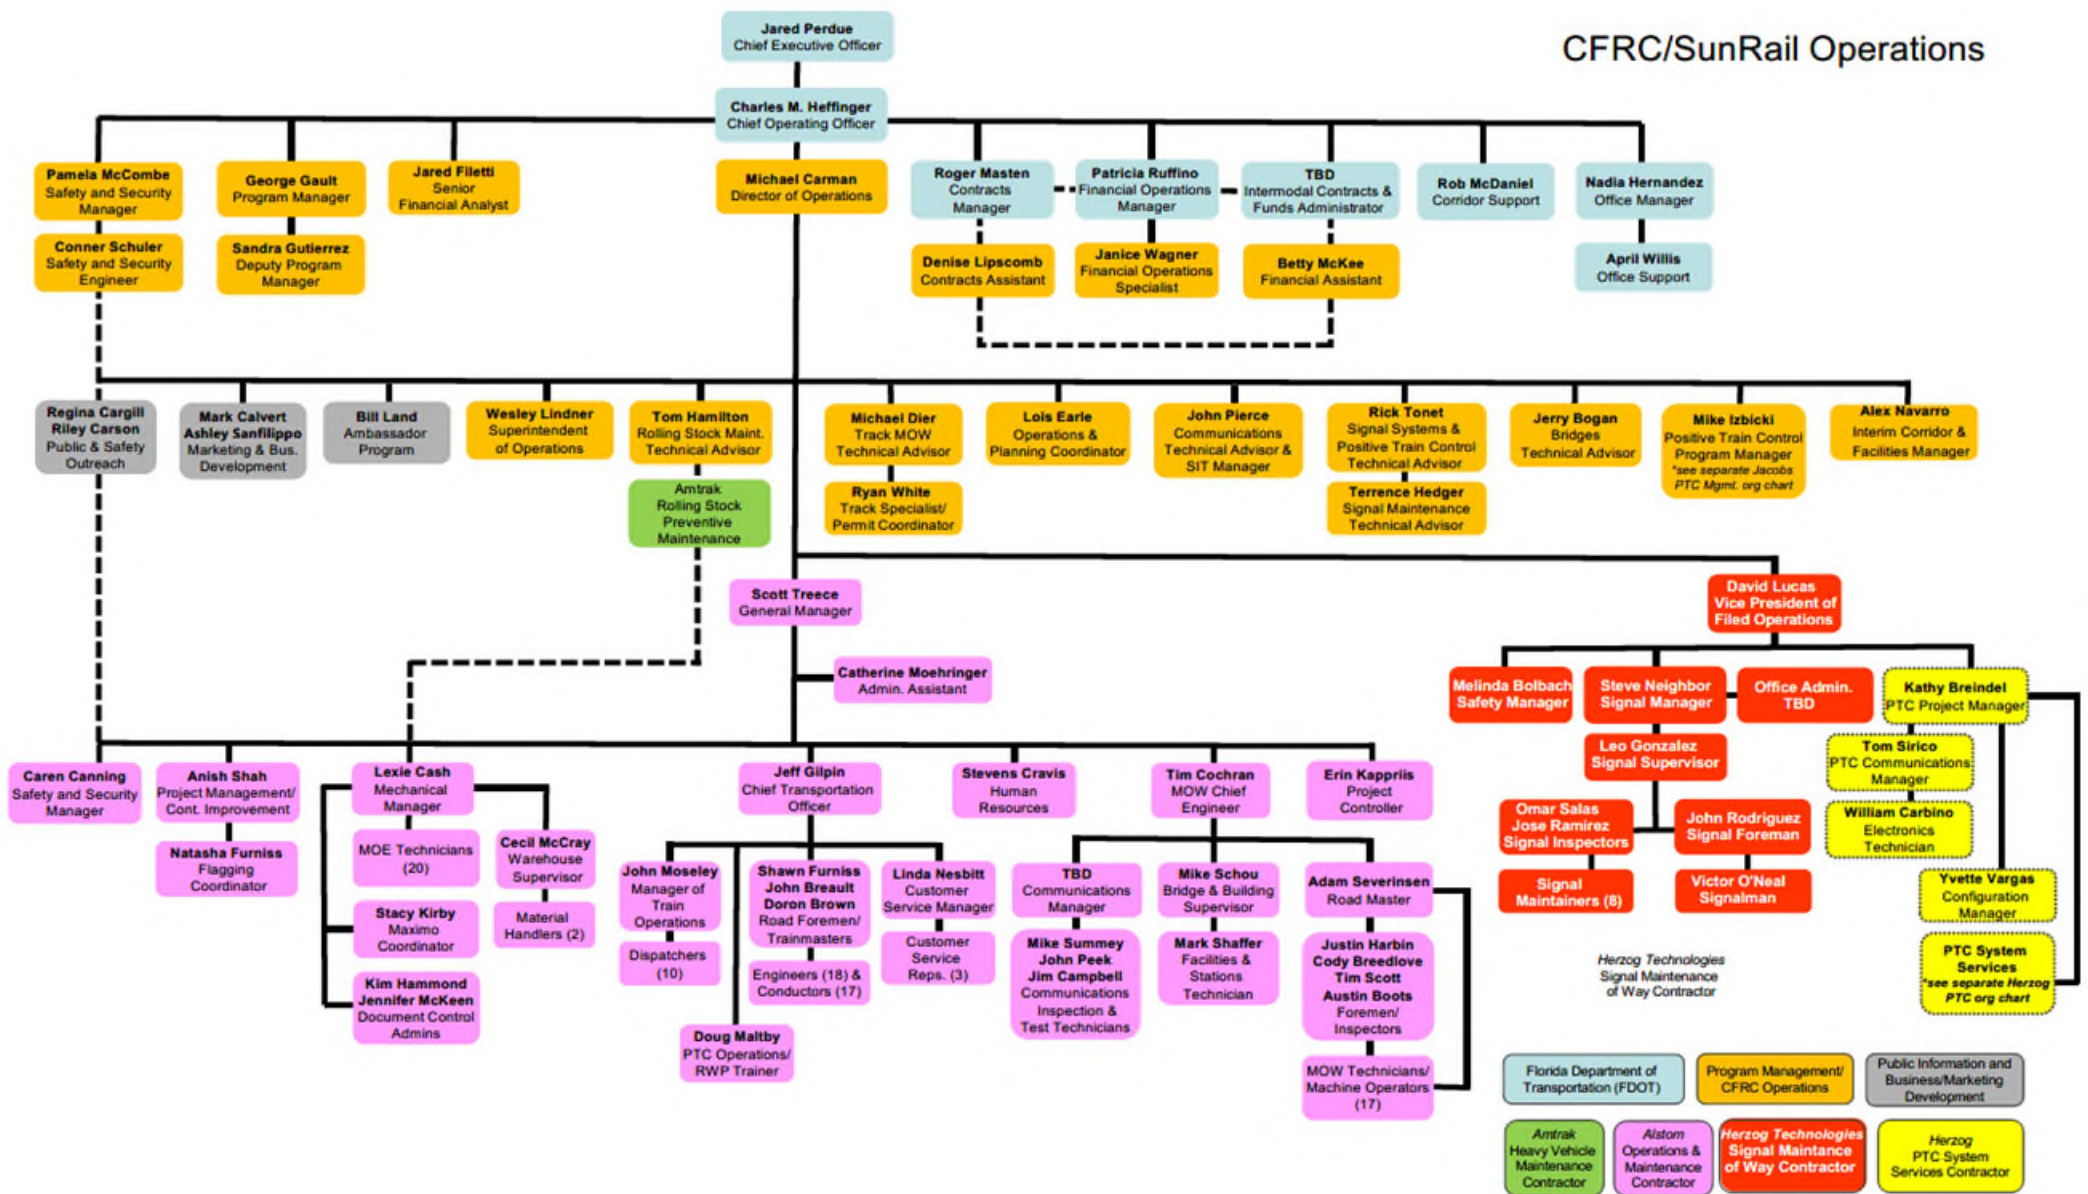 CFRC/SunRail Operations
Jared Perdue
Chief Executive Officer
Charles M. Heffinger
Chief Operating Officer
Pamela McCombe
Safety and Security
Manager
George Gault
Program Manager
Jared Filetti
Senior
Financial Analyst
Michael Carman
Director of Operations
Roger Masten
Contracts
Manager
Patricia Ruffino
Financial Operations
Manager
TBD
Intermodal Contracts &
Funds Administrator
Rob McDaniel
Corridor Support
Nadia Hernandez
Office Manager
Conner Schuler
Safety and Security
Engineer
Sandra Gutierrez
Deputy Program
Manager
Denise Lipscomb
Contracts Assistant
Janice Wagner
Financial Operations
Specialist
Betty McKee
Financial Assistant
April Willis
Office Support
Regina Cargill
Riley Carson
Public & Safety
Outreach
Mark Calvert
Ashley Sanfilippo
Marketing & Bus.
Development
Bill Land
Ambassador
Program
Wesley Lindner
Superintendent
of Operations
Tom Hamilton
Rolling Stock Maint.
Technical Advisor
Michael Dier
Track MOW
Technical Advisor
Lois Earle
Operations &
Planning Coordinator
John Pierce
Communications
Technical Advisor &
SIT Manager
Rick Tonet
Signal Systems &
Positive Train Control
Technical Advisor
Jerry Bogan
Bridges
Technical Advisor
Mike Izbicki
Positive Train Control
Program Manager
*see separate Jacobs
PTC Mgmt. org chart
Alex Navarro
Interim Corridor &
Facilities Manager
Amtrak
Rolling Stock
Preventive
Maintenance
Ryan White
Track Specialist/
Permit Coordinator
Terrence Hedger
Signal Maintenance
Technical Advisor
Scott Treece
General Manager
David Lucas
Vice President of
Filed Operations
Catherine Moehringer
Admin. Assistant
Melinda Bolbach
Safety Manager
Steve Neighbor
Signal Manager
Office Admin.
TBD
Kathy Breindel
PTC Project Manager
Leo Gonzalez
Signal Supervisor
Tom Sirico
PTC Communications
Manager
Caren Canning
Safety and Security
Manager
Anish Shah
Project Management/
Cont. Improvement
Lexie Cash
Mechanical
Manager
Jeff Gilpin
Chief Transportation
Officer
Stevens Cravis
Human
Resources
Tim Cochran
MOW Chief
Engineer
Erin Kappriis
Project
Controller
Omar Salas
Jose Ramirez
Signal Inspectors
John Rodriguez
Signal Foreman
William Carbino
Electronics
Technician
Natasha Furniss
Flagging
Coordinator
MOE Technicians
(20)
Cecil McCray
Warehouse
Supervisor
John Moseley
Manager of
Train
Operations
Shawn Furniss
John Breault
Doron Brown
Road Foremen/
Trainmasters
Linda Nesbitt
Customer
Service Manager
TBD
Communications
Manager
Mike Schou
Bridge & Building
Supervisor
Adam Severinsen
Road Master
Signal
Maintainers (8)
Victor O'Neal
Signalman
Yvette Vargas
Configuration
Manager
Stacy Kirby
Maximo
Coordinator
Material
Handlers (2)
Dispatchers
(10)
Engineers (18) &
Conductors (17)
Customer
Service
Reps. (3)
Mike Summey
John Peek
Jim Campbell
Communications
Inspection &
Test Technicians
Mark Shaffer
Facilities &
Stations
Technician
Justin Harbin
Cody Breedlove
Tim Scott
Austin Boots
Foremen/
Inspectors
Herzog Technologies
Signal Maintenance
of Way Contractor
PTC System
Services
*see separate Herzog
PTC org chart
Kim Hammond
Jennifer McKeen
Document Control
Admins
Doug Maltby
PTC Operations/
RWP Trainer
MOW Technicians/
Machine Operators
(17)
Florida Department of
Transportation (FDOT)
Program Management/
CFRC Operations
Public Information and
Business/Marketing
Development
Amtrak
Heavy Vehicle
Maintenance
Contractor
Alstom
Operations &
Maintenance
Contractor
Herzog Technologies
Signal Maintance
of Way Contractor
Herzog
PTC System
Services Contractor